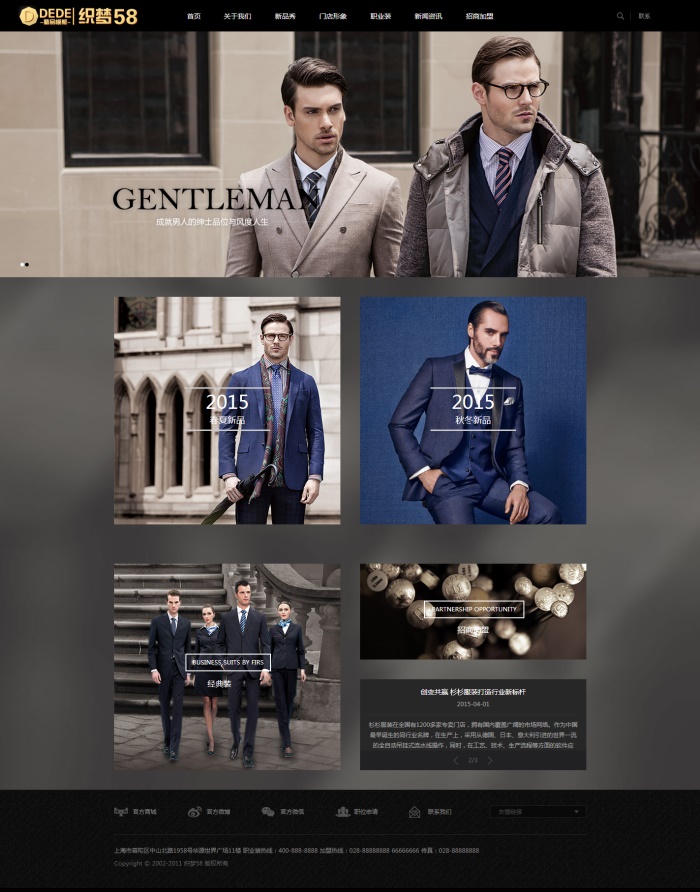 DEDE 织梦58
首页 关于我们 新品秀 门店形象 职业装 新闻资讯 招商加盟 联系
GENTLEMAN
成就男人的绅士品位与风度人生
2015
春夏新品
2015
秋冬新品
BUSINESS SUITS BY FIRS
经典装
PARTNERSHIP OPPORTUNITY
招商加盟
创变共赢 杉杉服装打造行业新标杆
2015-04-01
杉杉服装在全国有1200多家专卖门店，拥有国内覆盖广阔的市场网络。作为中国
最早诞生的同行业名牌，在生产上，采用从德国、日本、意大利引进的世界一流
的全自动吊挂式流水线操作，同时，在工艺、技术、生产流程等方面的软件应
2/3
官方商城 官方微博 官方微信 职位申请 联系我们 友情链接
上海市普陀区中山北路1958号华源世界广场11楼 职业装热线：400-888-8888 加盟热线：028-88888888 66666666 传真：028-88888888
Copyright © 2002-2011 织梦58 版权所有